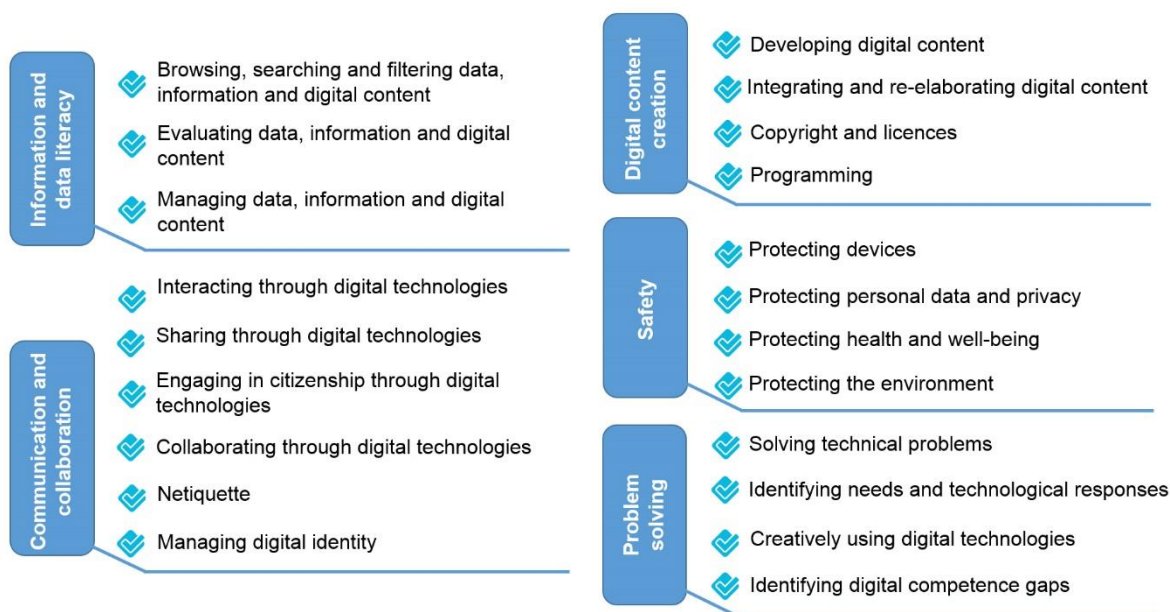 Information and
data literacy
Browsing, searching and filtering data,
information and digital content
Evaluating data, information and digital
content
Managing data, information and digital
content
Communication and
collaboration
Interacting through digital technologies
Sharing through digital technologies
Engaging in citizenship through digital
technologies
Collaborating through digital technologies
Netiquette
Managing digital identity
Digital content
creation
Developing digital content
Integrating and re-elaborating digital content
Copyright and licences
Programming
Safety
Protecting devices
Protecting personal data and privacy
Protecting health and well-being
Protecting the environment
Problem
solving
Solving technical problems
Identifying needs and technological responses
Creatively using digital technologies
Identifying digital competence gaps